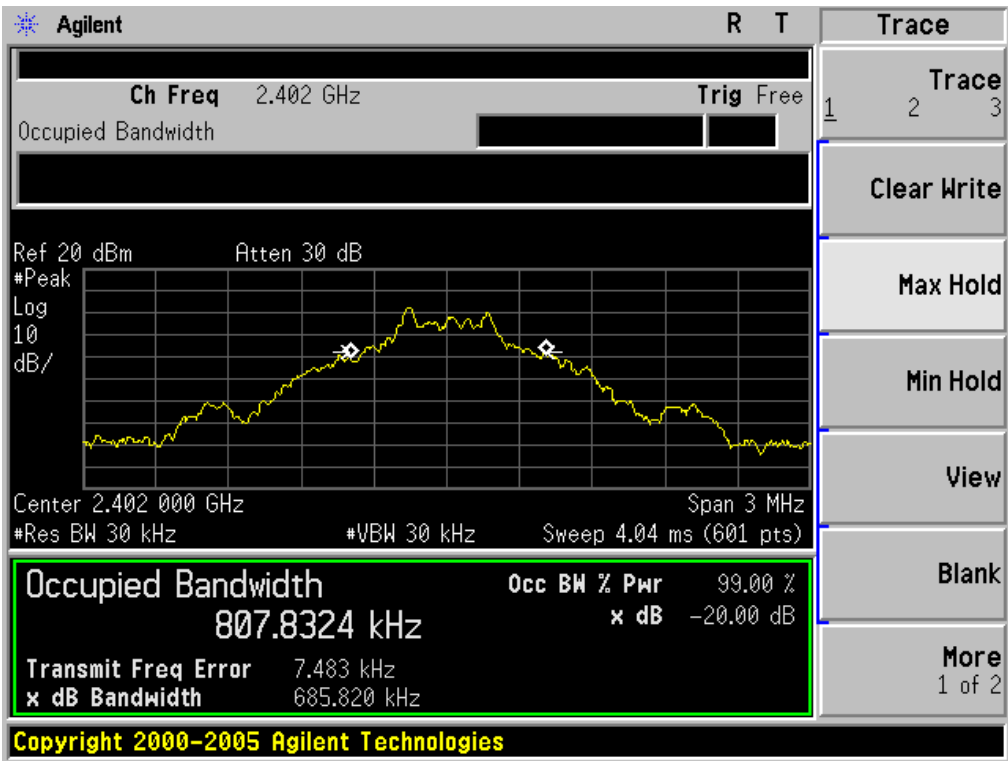 Agilent R T
Ch Freq 2.402 GHz Trig Free
Occupied Bandwidth
Ref 20 dBm Atten 30 dB
#Peak
Log
10
dB/
Center 2.402 000 GHz Span 3 MHz
#Res BW 30 kHz #VBW 30 kHz Sweep 4.04 ms (601 pts)
Occupied Bandwidth Occ BW % Pwr 99.00 %
807.8324 kHz x dB -20.00 dB
Transmit Freq Error 7.483 kHz
x dB Bandwidth 685.820 kHz
Copyright 2000-2005 Agilent Technologies
Trace
Trace
1 2 3
Clear Write
Max Hold
Min Hold
View
Blank
More
1 of 2